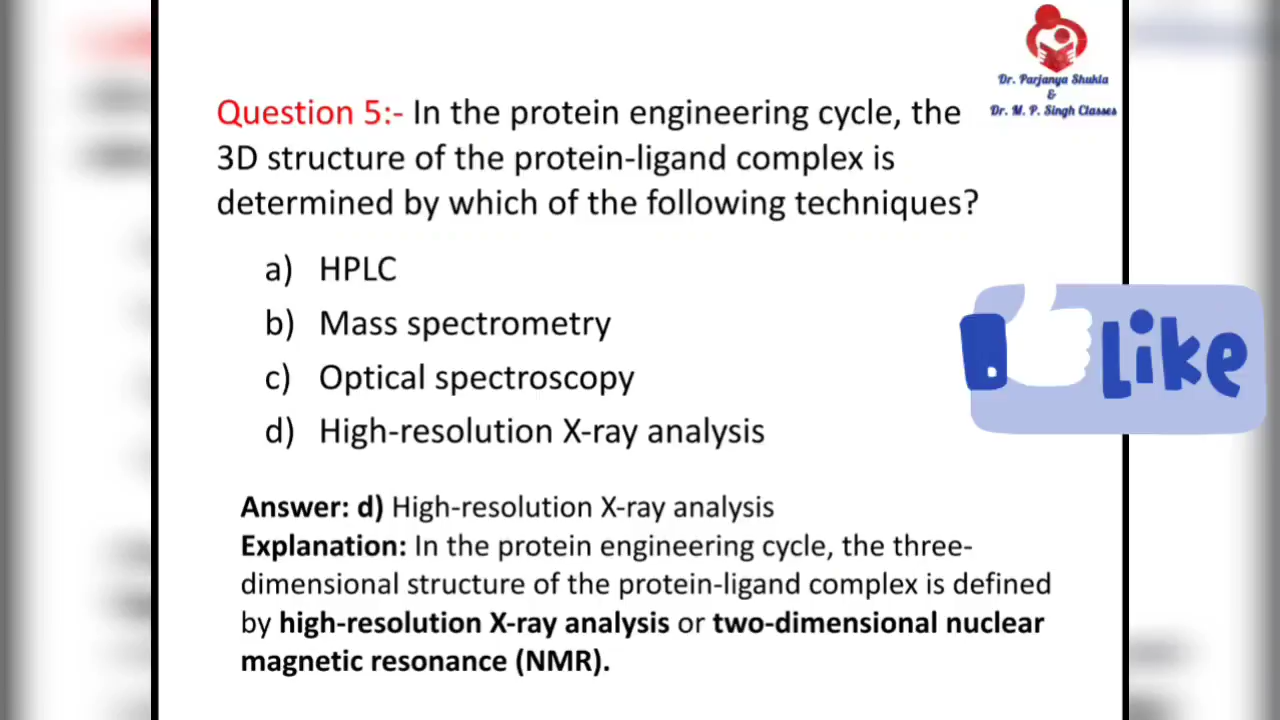 Dr. Parjanya Shukla
&
Dr. M. P. Singh Classes
Question 5:- In the protein engineering cycle, the
3D structure of the protein-ligand complex is
determined by which of the following techniques?
a) HPLC
b) Mass spectrometry
c) Optical spectroscopy
d) High-resolution X-ray analysis
Like
Answer: d) High-resolution X-ray analysis
Explanation: In the protein engineering cycle, the three-
dimensional structure of the protein-ligand complex is defined
by high-resolution X-ray analysis or two-dimensional nuclear
magnetic resonance (NMR).